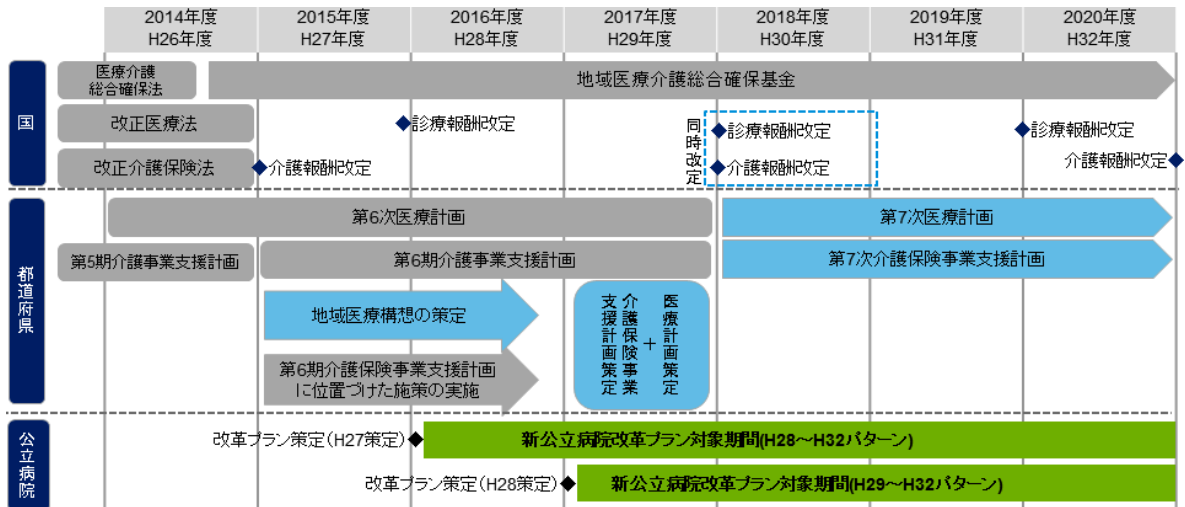 2014年度
H26年度
2015年度
H27年度
2016年度
H28年度
2017年度
H29年度
2018年度
H30年度
2019年度
H31年度
2020年度
H32年度
国
医療介護
総合確保法
地域医療介護総合確保基金
改正医療法
診療報酬改定
同時改定
診療報酬改定
診療報酬改定
改正介護保険法
介護報酬改定
介護報酬改定
介護報酬改定
都道府県
第6次医療計画
第7次医療計画
第5期介護事業支援計画
第6期介護事業支援計画
第7次介護保険事業支援計画
地域医療構想の策定
医療計画策定
+
介護保険事業
支援計画策定
第6期介護保険事業支援計画
に位置づけた施策の実施
公立病院
改革プラン策定(H27策定)
新公立病院改革プラン対象期間(H28～H32パターン)
改革プラン策定(H28策定)
新公立病院改革プラン対象期間(H29～H32パターン)